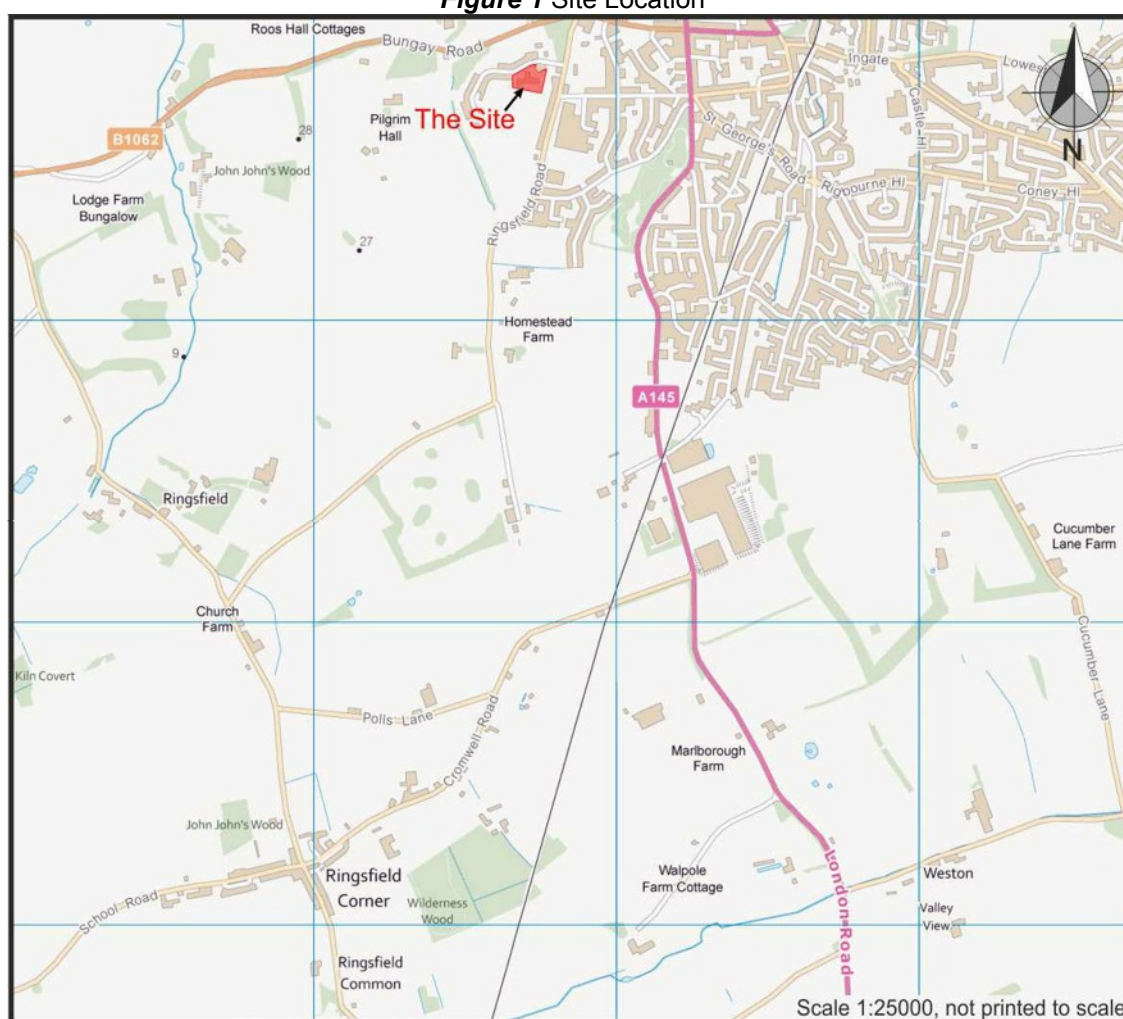 Figure 1 Site Location
Roos Hall Cottages
Bungay Road
Ingate
Lowest
B1062
28
Pilgrim
Hall
The Site
Castle Hl
St. George's Road
N
John John's Wood
Rigbourne Hl
Coney Hl
Lodge Farm
Bungalow
Ringsfield Road
27
Homestead
Farm
9
A145
Ringsfield
Cucumber
Lane Farm
Church
Farm
Kiln Covert
Polls Lane
Cromwell Road
Cucumber Lane
Marlborough
Farm
John John's Wood
Ringsfield
Corner
Wilderness
Wood
Walpole
Farm Cottage
London Road
Weston
School Road
Valley
View
Ringsfield
Common
Scale 1:25000, not printed to scale